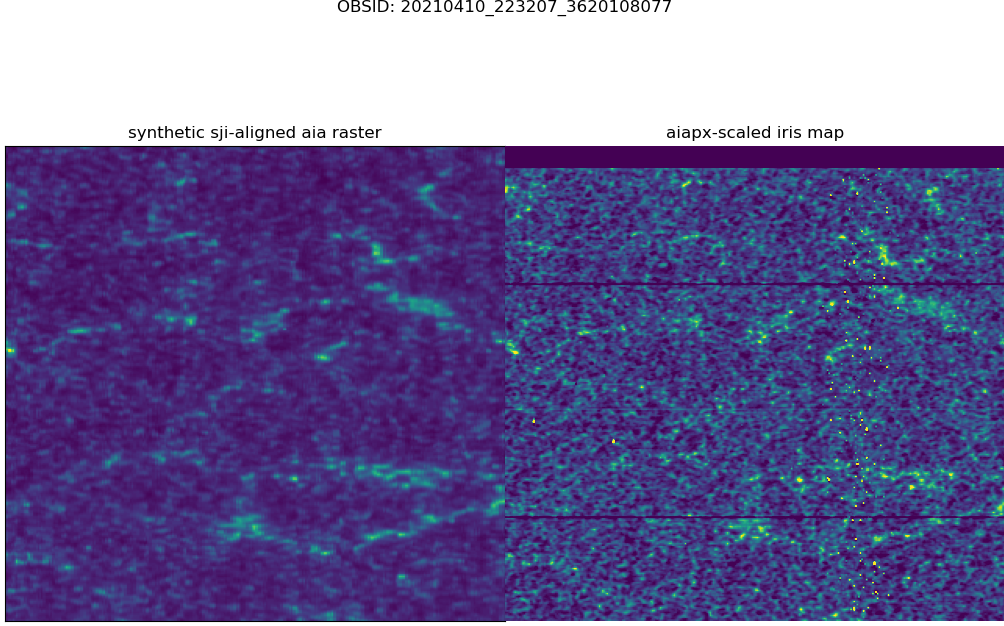 OBSID: 20210410_223207_3620108077
synthetic sji-aligned aia raster
aiapx-scaled iris map